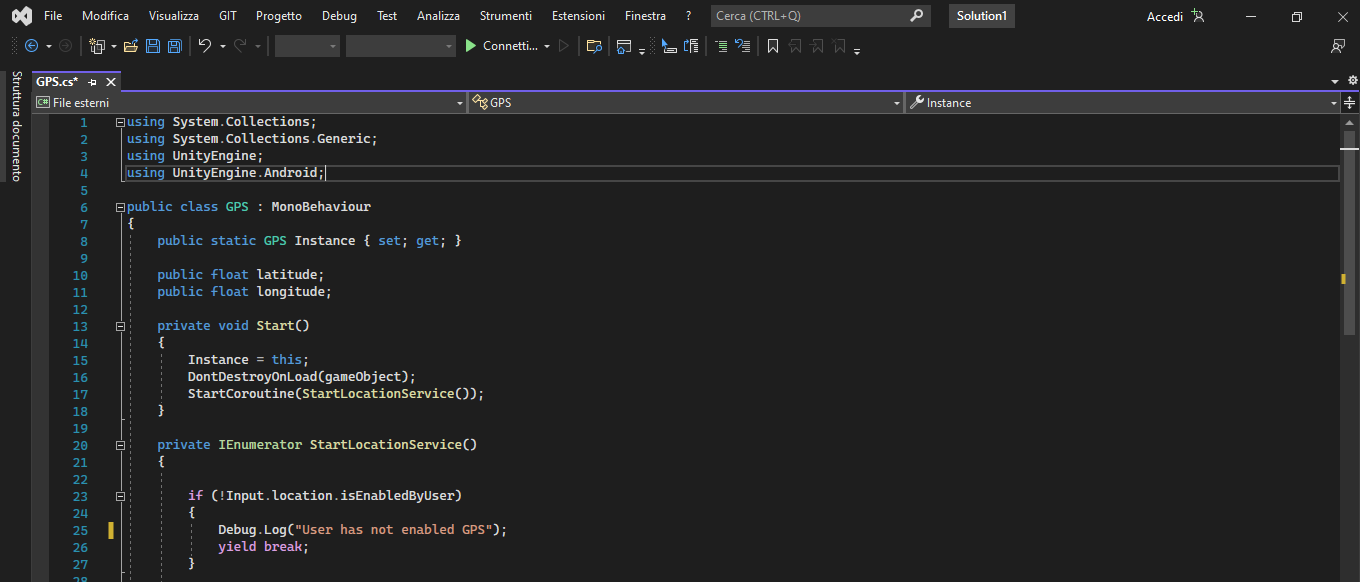 File Modifica Visualizza GIT Progetto Debug Test Analizza Strumenti Estensioni Finestra ? Cerca (CTRL+Q) Solution1 Accedi
Connetti...
Struttura documento
GPS.cs*
File esterni GPS Instance
1 using System.Collections;
2 using System.Collections.Generic;
3 using UnityEngine;
4 using UnityEngine.Android;
5
6 public class GPS : MonoBehaviour
7 {
8 public static GPS Instance { set; get; }
9
10 public float latitude;
11 public float longitude;
12
13 private void Start()
14 {
15 Instance = this;
16 DontDestroyOnLoad(gameObject);
17 StartCoroutine(StartLocationService());
18 }
19
20 private IEnumerator StartLocationService()
21 {
22
23 if (!Input.location.isEnabledByUser)
24 {
25 Debug.Log("User has not enabled GPS");
26 yield break;
27 }
28